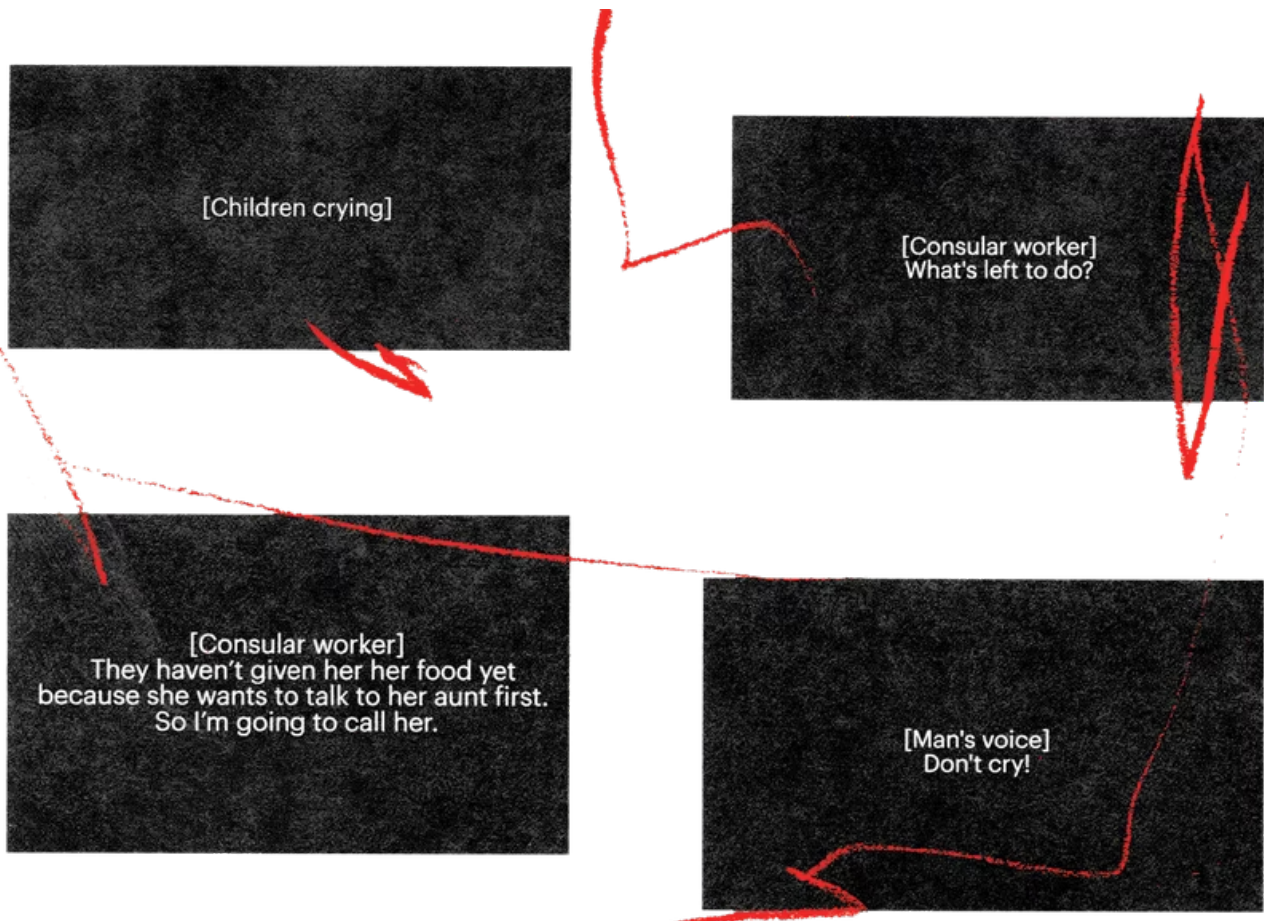 [Children crying]
[Consular worker]
What's left to do?
[Consular worker]
They haven’t given her her food yet
because she wants to talk to her aunt first.
So I’m going to call her.
[Man's voice]
Don't cry!